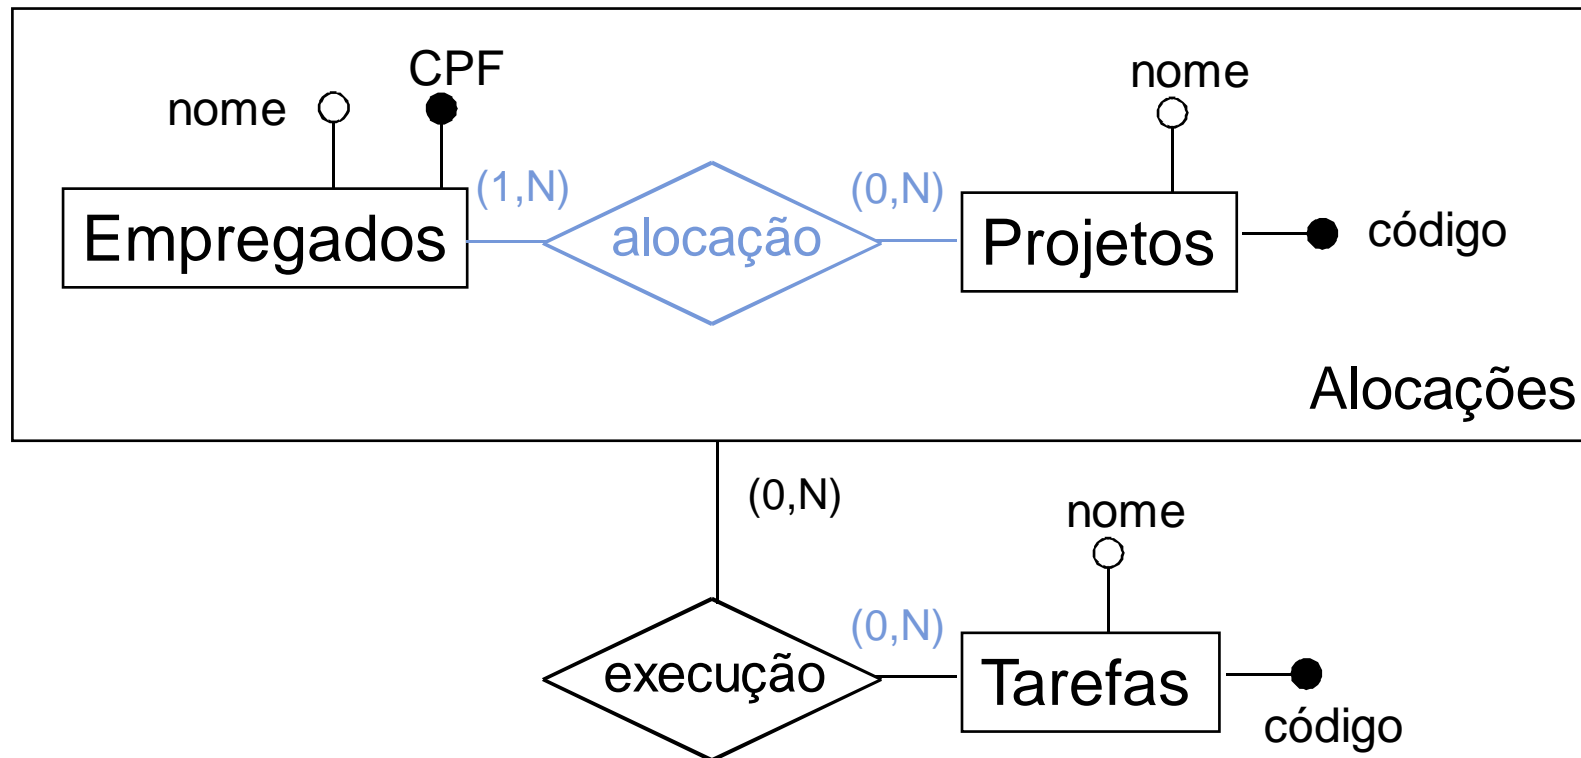 CPF
nome
nome
(1,N)
(0,N)
Empregados
alocação
Projetos
código
Alocações
(0,N)
nome
(0,N)
execução
Tarefas
código